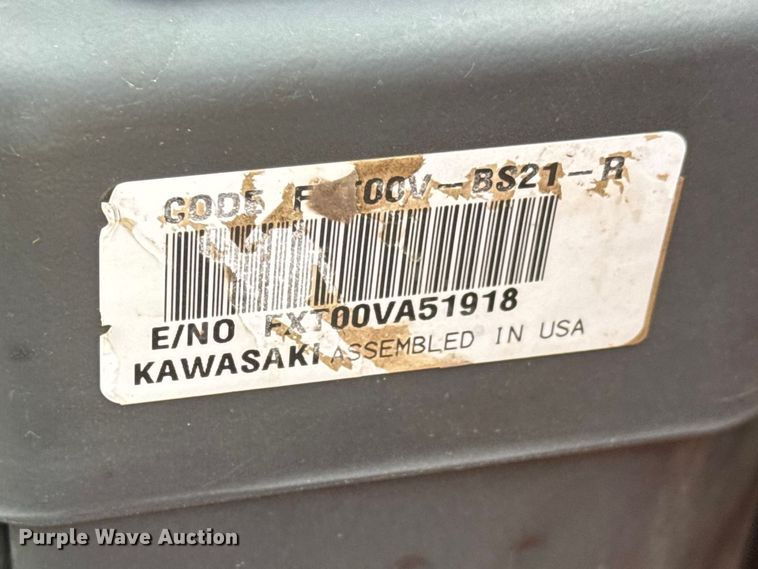 CODE FXT00V-BS21-R
E/NO FXT00VA51918
KAWASAKI ASSEMBLED IN USA
Purple Wave Auction